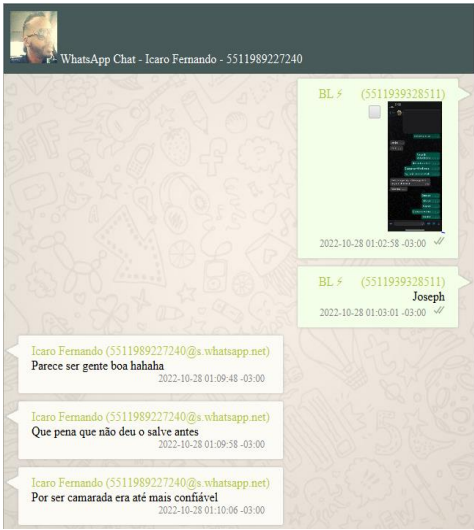 WhatsApp Chat - Icaro Fernando - 5511989227240
BL⚡ (5511939328511)
2022-10-28 01:02:58 -03:00
BL⚡ (5511939328511)
Joseph
2022-10-28 01:03:01 -03:00
Icaro Fernando (5511989227240@s.whatsapp.net)
Parece ser gente boa hahaha
2022-10-28 01:09:48 -03:00
Icaro Fernando (5511989227240@s.whatsapp.net)
Que pena que não deu o salve antes
2022-10-28 01:09:58 -03:00
Icaro Fernando (5511989227240@s.whatsapp.net)
Por ser camarada era até mais confiável
2022-10-28 01:10:06 -03:00